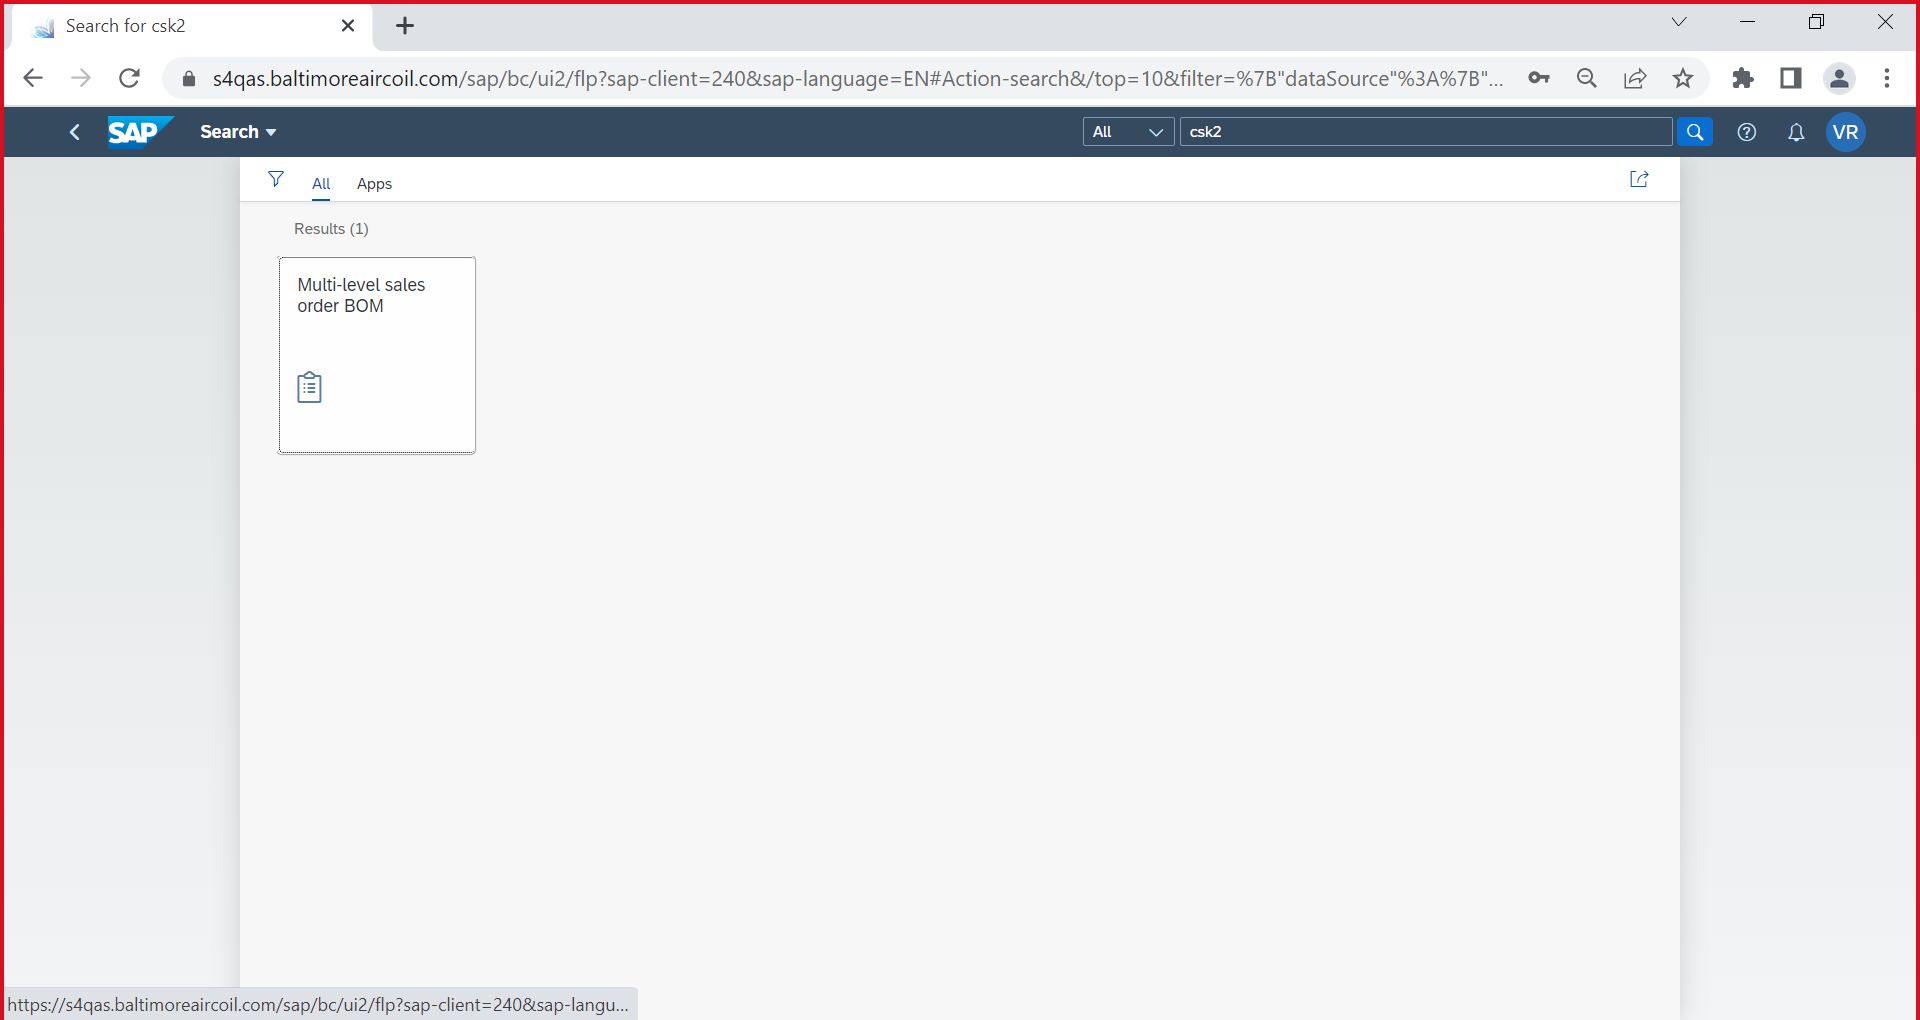 Search for csk2
s4qas.baltimoreaircoil.com/sap/bc/ui2/flp?sap-client=240&sap-language=EN#Action-search&/top=10&filter=%7B"dataSource"%3A%7B"...
SAP Search All csk2 VR
All Apps
Results (1)
Multi-level sales
order BOM
https://s4qas.baltimoreaircoil.com/sap/bc/ui2/flp?sap-client=240&sap-langu...